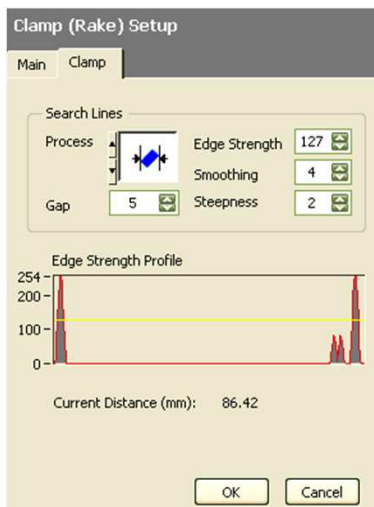 Clamp (Rake) Setup
Main Clamp
Search Lines
Process
Edge Strength 127
Smoothing 4
Gap 5 Steepness 2
Edge Strength Profile
254
200
100
0
Current Distance (mm): 86.42
OK Cancel